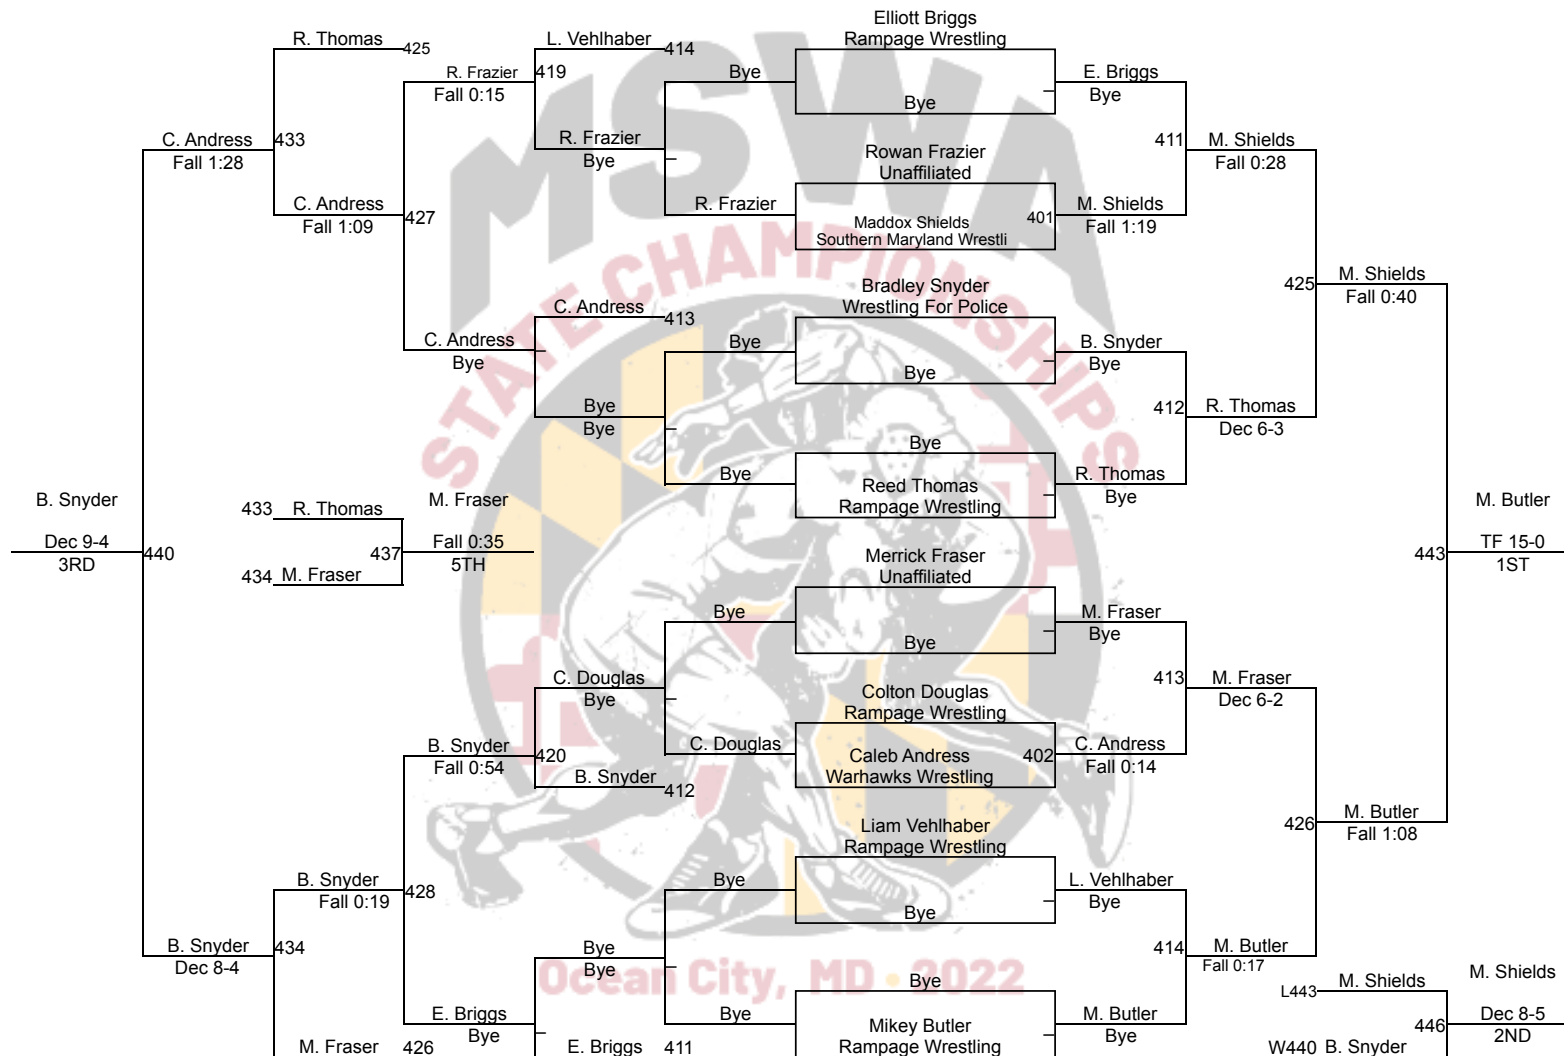 Elliott Briggs
Rampage Wrestling
R. Thomas
425
L. Vehlhaber
414
R. Frazier
419
Fall 0:15
Bye
Bye
E. Briggs
Bye
C. Andress
433
Fall 1:28
R. Frazier
Bye
Rowan Frazier
Unaffiliated
411
M. Shields
Fall 0:28
C. Andress
Fall 1:09
427
R. Frazier
Maddox Shields
Southern Maryland Wrestli
401
M. Shields
Fall 1:19
MSWA
STATE CHAMPIONSHIPS
Bradley Snyder
Wrestling For Police
425
M. Shields
Fall 0:40
C. Andress
413
C. Andress
Bye
Bye
Bye
B. Snyder
Bye
Bye
Bye
412
R. Thomas
Dec 6-3
Bye
Bye
Reed Thomas
Rampage Wrestling
R. Thomas
Bye
B. Snyder
Dec 9-4
3RD
440
433
R. Thomas
437
434
M. Fraser
M. Fraser
Fall 0:35
5TH
M. Butler
443
TF 15-0
1ST
Merrick Fraser
Unaffiliated
Bye
Bye
M. Fraser
Bye
C. Douglas
Bye
Colton Douglas
Rampage Wrestling
413
M. Fraser
Dec 6-2
B. Snyder
Fall 0:54
420
C. Douglas
Caleb Andress
Warhawks Wrestling
402
C. Andress
Fall 0:14
B. Snyder
412
Liam Vehlhaber
Rampage Wrestling
426
M. Butler
Fall 1:08
B. Snyder
Fall 0:19
428
Bye
Bye
L. Vehlhaber
Bye
B. Snyder
Dec 8-4
434
Bye
Bye
414
M. Butler
Fall 0:17
Ocean City, MD • 2022
Bye
L443
M. Shields
M. Shields
E. Briggs
Bye
Bye
Mikey Butler
Rampage Wrestling
M. Butler
Bye
446
Dec 8-5
2ND
M. Fraser
426
E. Briggs
411
W440
B. Snyder